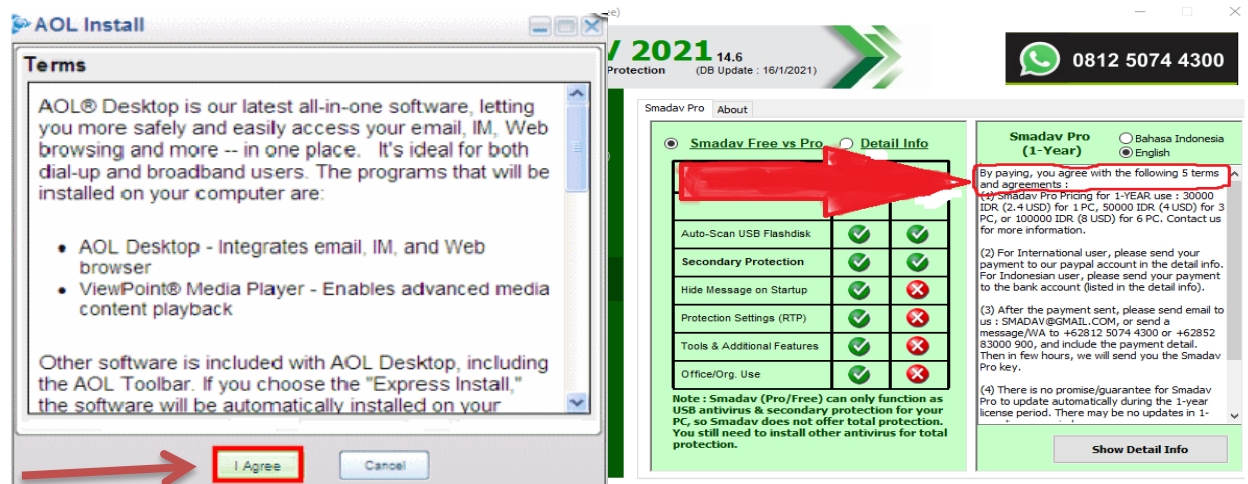 AOL Install
Terms
AOL® Desktop is our latest all-in-one software, letting
you more safely and easily access your email, IM, Web
browsing and more -- in one place. It's ideal for both
dial-up and broadband users. The programs that will be
installed on your computer are:
• AOL Desktop - Integrates email, IM, and Web
browser
• ViewPoint® Media Player - Enables advanced media
content playback
Other software is included with AOL Desktop, including
the AOL Toolbar. If you choose the "Express Install,"
the software will be automatically installed on your
I Agree
Cancel
2021 14.6
Protection (DB Update : 16/1/2021)
0812 5074 4300
Smadav Pro About
Smadav Free vs Pro Detail Info
Auto-Scan USB Flashdisk
Secondary Protection
Hide Message on Startup
Protection Settings (RTP)
Tools & Additional Features
Office/Org. Use
Note : Smadav (Pro/Free) can only function as
USB antivirus & secondary protection for your
PC, so Smadav does not offer total protection.
You still need to install other antivirus for total
protection.
Smadav Pro
(1-Year)
Bahasa Indonesia
English
By paying, you agree with the following 5 terms
and agreements :
(1) Smadav Pro Pricing for 1-YEAR use : 30000
IDR (2.4 USD) for 1 PC, 50000 IDR (4 USD) for 3
PC, or 100000 IDR (8 USD) for 6 PC. Contact us
for more information.
(2) For International user, please send your
payment to our paypal account in the detail info.
For Indonesian user, please send your payment
to the bank account (listed in the detail info).
(3) After the payment sent, please send email to
us : SMADAV@GMAIL.COM, or send a
message/WA to +62812 5074 4300 or +62852
83000 900, and include the payment detail.
Then in few hours, we will send you the Smadav
Pro key.
(4) There is no promise/guarantee for Smadav
Pro to update automatically during the 1-year
license period. There may be no updates in 1-
Show Detail Info